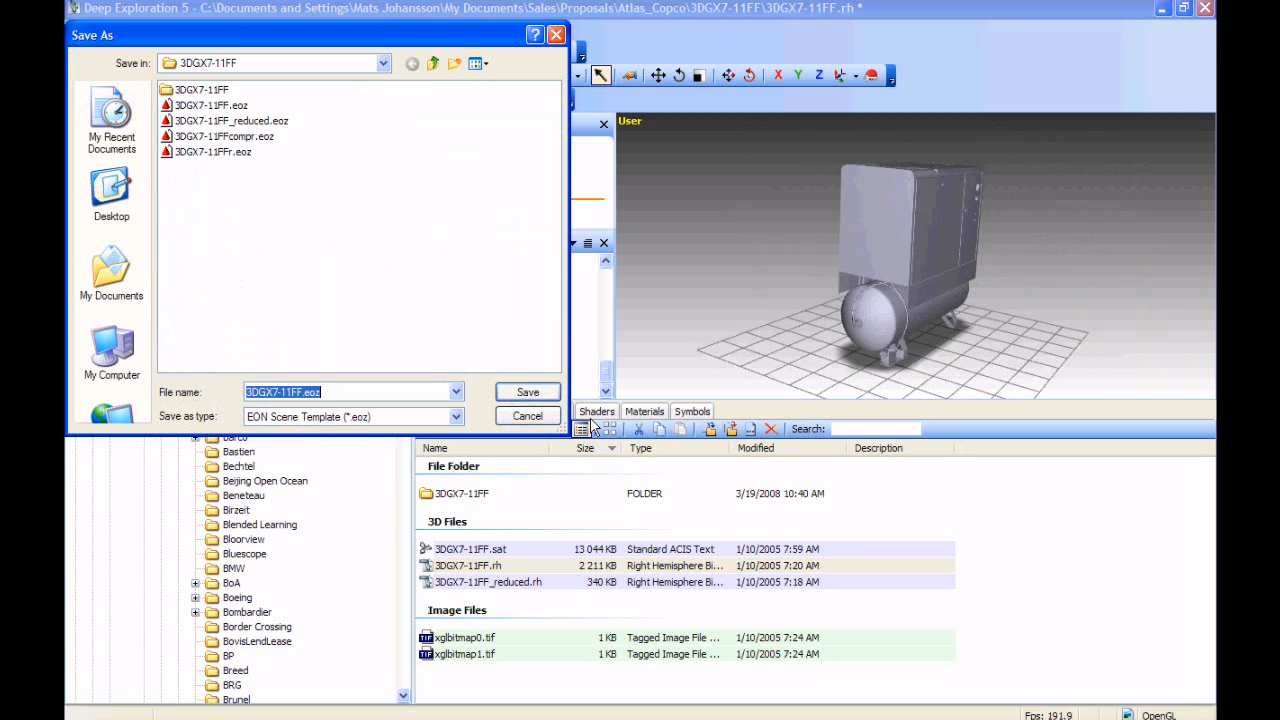 Deep Exploration 5 - C:\Documents and Settings\Mats Johansson\My Documents\Sales\Proposals\Atlas_Copco\3DGX7-11FF\3DGX7-11FF.rh *
Save As
Save in: 3DGX7-11FF
3DGX7-11FF
3DGX7-11FF.eoz
3DGX7-11FF_reduced.eoz
3DGX7-11FFcompr.eoz
3DGX7-11FFr.eoz
My Recent
Documents
Desktop
My Documents
My Computer
File name: 3DGX7-11FF.eoz Save
Save as type: EON Scene Template (*.eoz) Cancel
X Y Z
User
Shaders Materials Symbols
Search:
Name Size Type Modified Description
File Folder
3DGX7-11FF FOLDER 3/19/2008 10:40 AM
3D Files
3DGX7-11FF.sat 13 044 KB Standard ACIS Text 1/10/2005 7:59 AM
3DGX7-11FF.rh 2 211 KB Right Hemisphere Bi... 1/10/2005 7:20 AM
3DGX7-11FF_reduced.rh 340 KB Right Hemisphere Bi... 1/10/2005 7:18 AM
Image Files
xglbitmap0.tif 1 KB Tagged Image File ... 1/10/2005 7:24 AM
xglbitmap1.tif 1 KB Tagged Image File ... 1/10/2005 7:24 AM
Barco
Bastien
Bechtel
Beijing Open Ocean
Beneteau
Birzeit
Blended Learning
Bloorview
Bluescope
BMW
BoA
Boeing
Bombardier
Border Crossing
BovisLendLease
BP
Breed
BRG
Brunel
Fps: 191.9 OpenGL